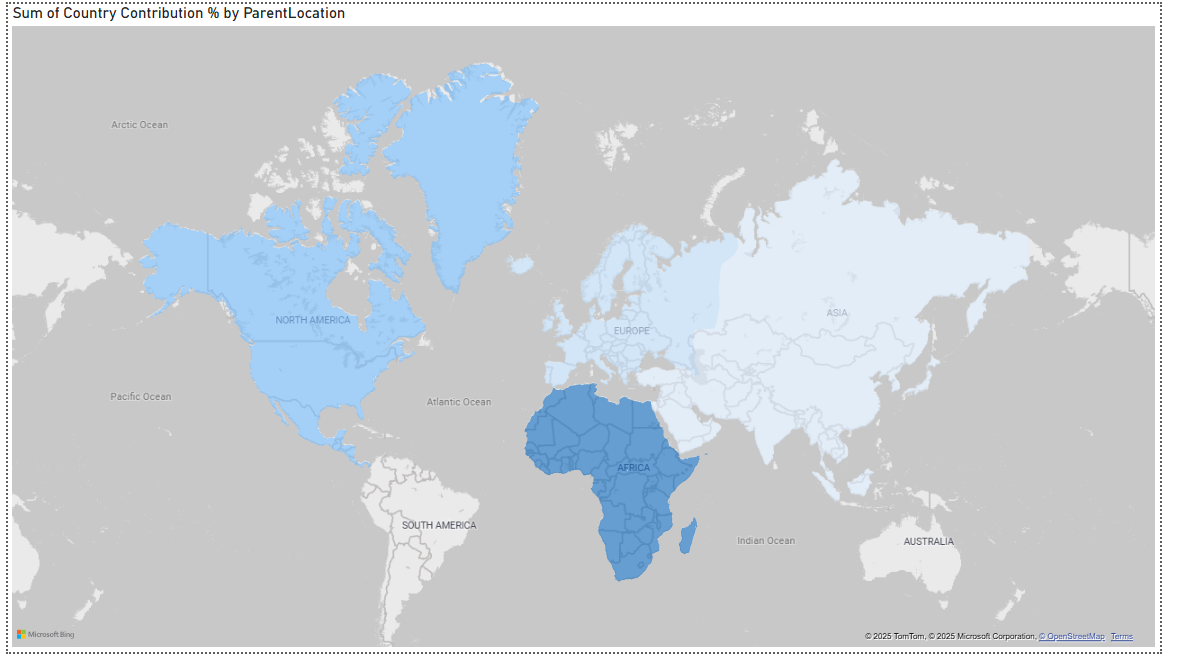 Sum of Country Contribution % by ParentLocation
Arctic Ocean
NORTH AMERICA
EUROPE
ASIA
Pacific Ocean
Atlantic Ocean
AFRICA
SOUTH AMERICA
Indian Ocean
AUSTRALIA
Microsoft Bing
© 2025 TomTom, © 2025 Microsoft Corporation, © OpenStreetMap Terms